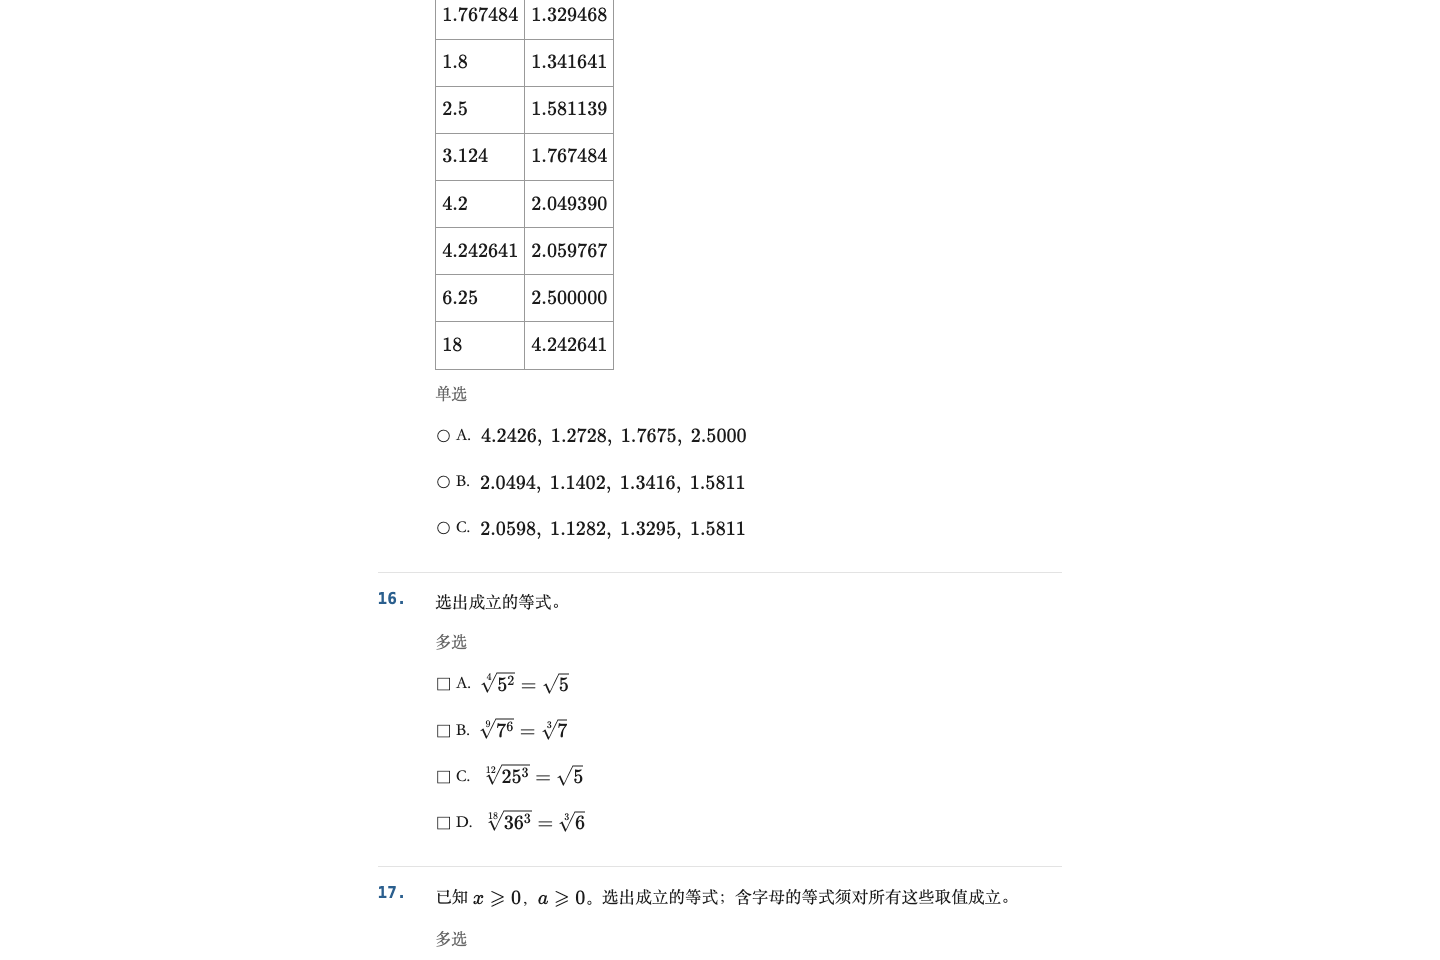 1.767484 1.329468
1.8 1.341641
2.5 1.581139
3.124 1.767484
4.2 2.049390
4.242641 2.059767
6.25 2.500000
18 4.242641
单选
○ A. 4.2426, 1.2728, 1.7675, 2.5000
○ B. 2.0494, 1.1402, 1.3416, 1.5811
○ C. 2.0598, 1.1282, 1.3295, 1.5811
16. 选出成立的等式。
多选
□ A. ∜5² = √5
□ B. ⁹√7⁶ = ³√7
□ C. ¹²√25³ = √5
□ D. ¹⁸√36³ = ³√6
17. 已知 x ⩾ 0, a ⩾ 0。选出成立的等式；含字母的等式须对所有这些取值成立。
多选